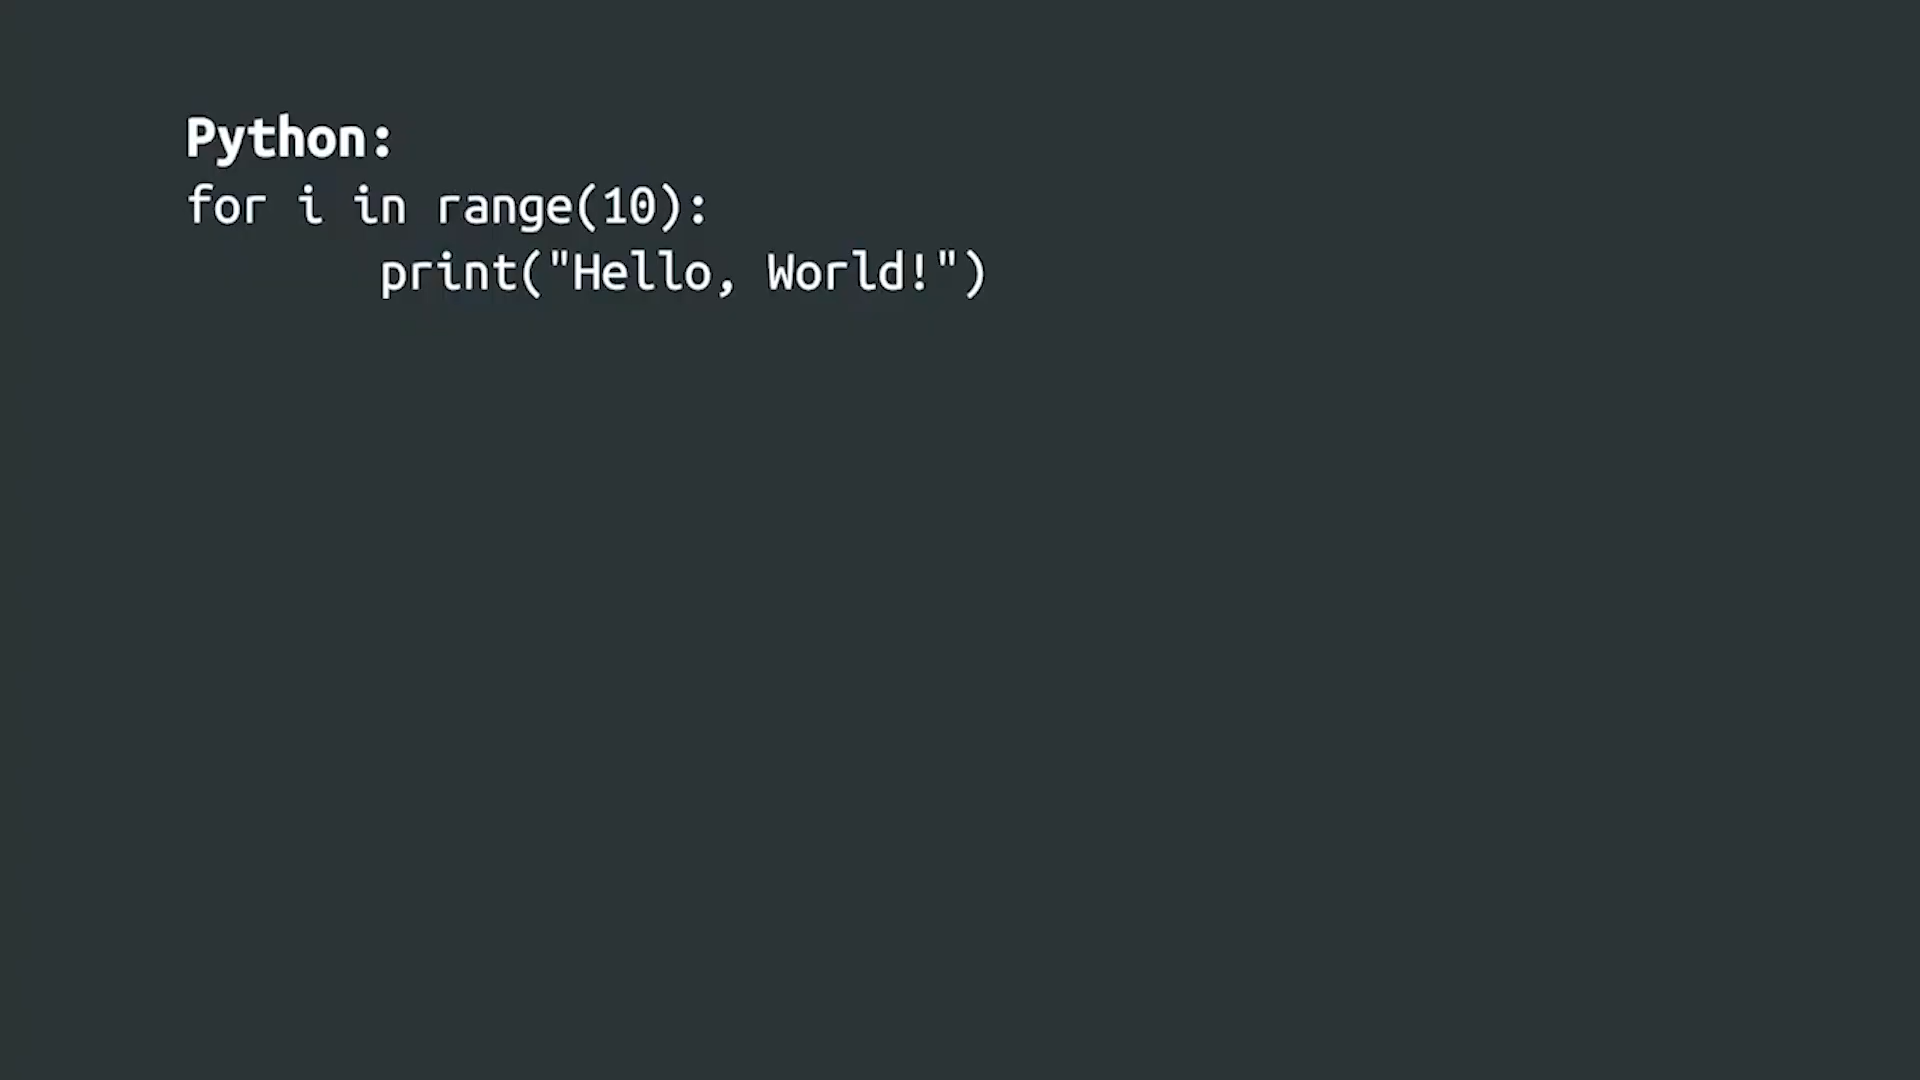 Python:
for i in range(10):
       print("Hello, World!")